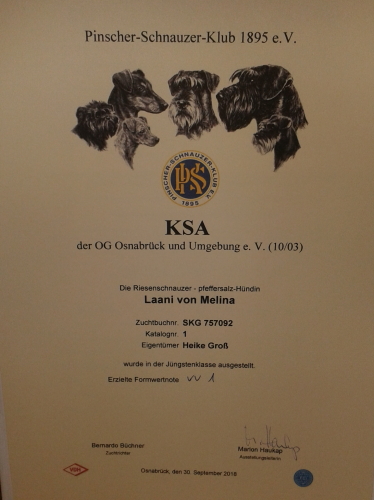 Pinscher-Schnauzer-Klub 1895 e.V.
PINSCHER-SCHNAUZER-KLUB E.V.
PSK
1895
KSA
der OG Osnabrück und Umgebung e. V. (10/03)
Die Riesenschnauzer - pfeffersalz-Hündin
Laani von Melina
Zuchtbuchnr. SKG 757092
Katalognr. 1
Eigentümer Heike Groß
wurde in der Jüngstenklasse ausgestellt.
Erzielte Formwertnote VV 1
Bernardo Büchner
Zuchtrichter
Marion Haukap
Ausstellungsleiterin
VDH
Osnabrück, den 30. September 2018